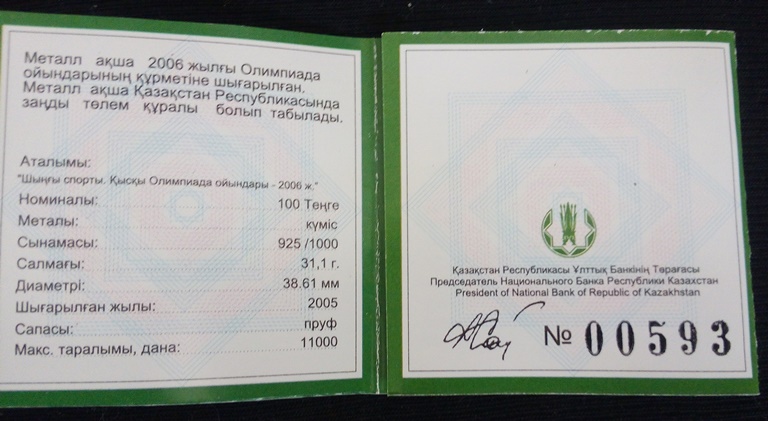 Металл ақша 2006 жылғы Олимпиада
ойындарының құрметіне шығарылған.
Металл ақша Қазақстан Республикасында
заңды төлем құралы болып табылады.
Аталымы:
"Шыңғы спорты. Қысқы Олимпиада ойындары - 2006 ж."
Номиналы: 100 Теңге
Металы: күміс
Сынамасы: 925 /1000
Салмағы: 31,1 г.
Диаметрі: 38.61 мм
Шығарылған жылы: 2005
Сапасы: пруф
Макс. таралымы, дана: 11000
Қазақстан Республикасы Ұлттық Банкінің Төрағасы
Председатель Национального Банка Республики Казахстан
President of National Bank of Republic of Kazakhstan
№ 00593